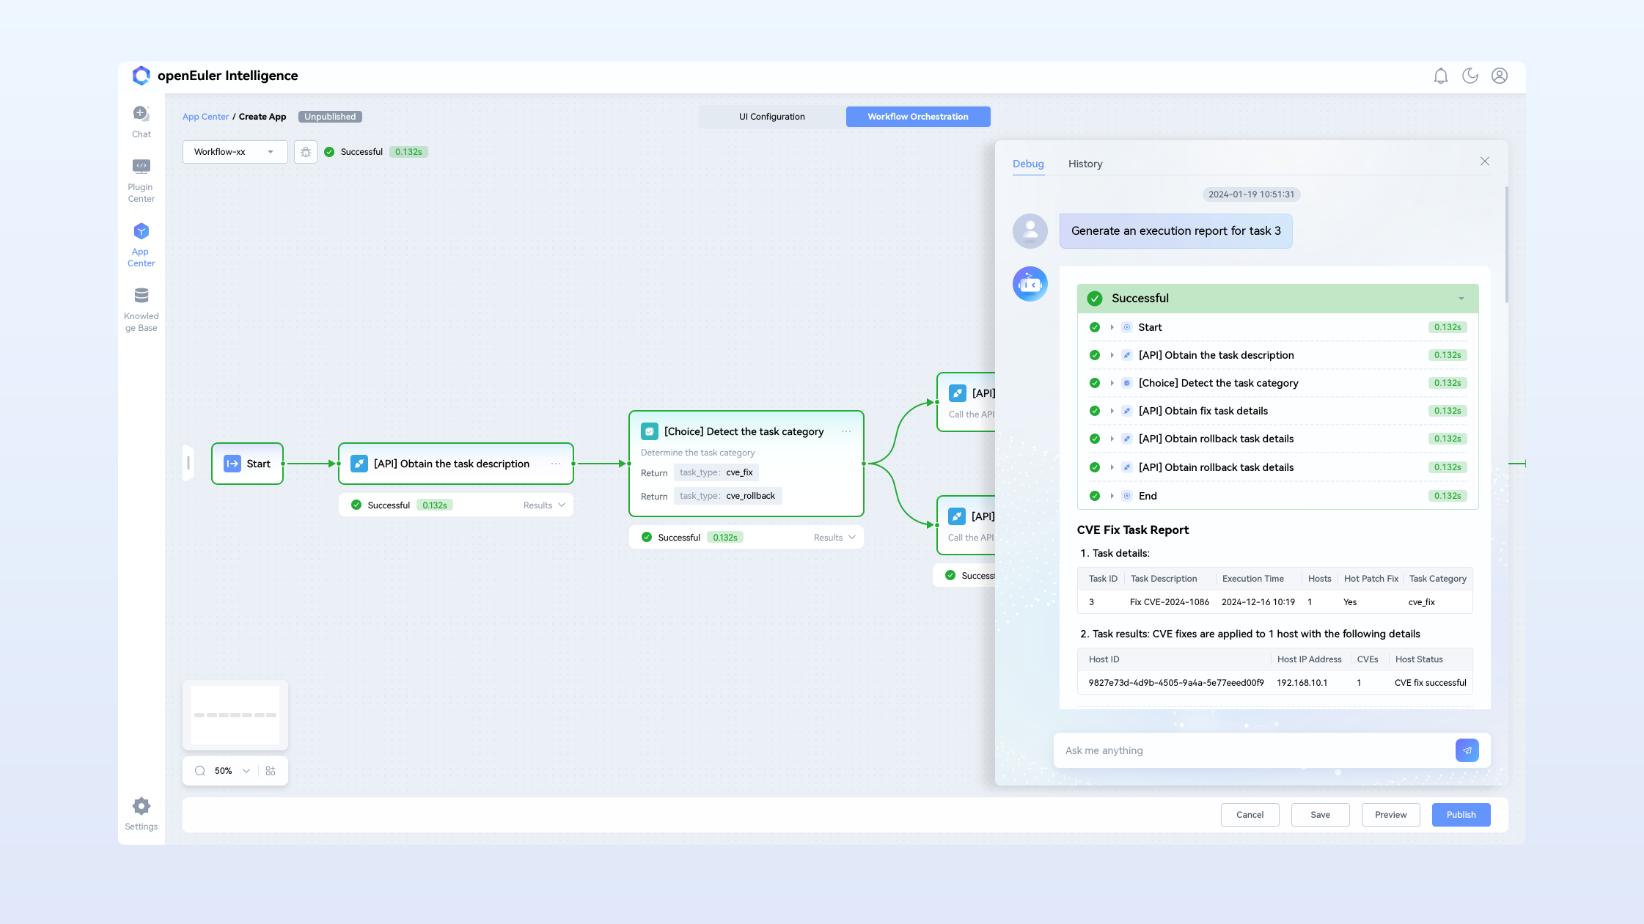 openEuler Intelligence
Chat
Plugin
Center
App
Center
Knowled
ge Base
Settings
App Center / Create App Unpublished
UI Configuration Workflow Orchestration
Workflow-xx Successful 0.132s
Start
[API] Obtain the task description ...
Successful 0.132s Results
[Choice] Detect the task category ...
Determine the task category
Return task_type: cve_fix
Return task_type: cve_rollback
Successful 0.132s Results
[API]
Call the API
[API]
Call the API
50%
Debug History
2024-01-19 10:51:31
Generate an execution report for task 3
Successful
Start 0.132s
[API] Obtain the task description 0.132s
[Choice] Detect the task category 0.132s
[API] Obtain fix task details 0.132s
[API] Obtain rollback task details 0.132s
[API] Obtain rollback task details 0.132s
End 0.132s
CVE Fix Task Report
1. Task details:
Task ID Task Description Execution Time Hosts Hot Patch Fix Task Category
3 Fix CVE-2024-1086 2024-12-16 10:19 1 Yes cve_fix
2. Task results: CVE fixes are applied to 1 host with the following details
Host ID Host IP Address CVEs Host Status
9827e73d-4d9b-4505-9a4a-5e77eeed00f9 192.168.10.1 1 CVE fix successful
Ask me anything
Cancel Save Preview Publish